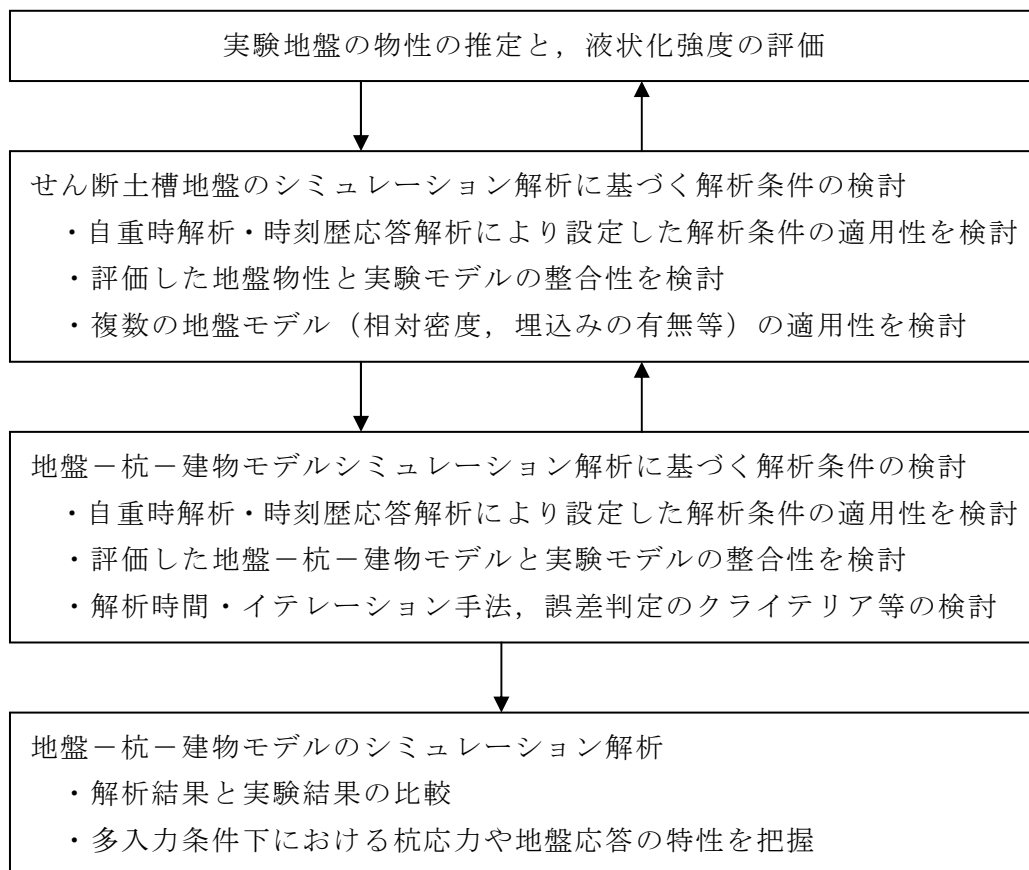 実験地盤の物性の推定と，液状化強度の評価
せん断土槽地盤のシミュレーション解析に基づく解析条件の検討
・自重時解析・時刻歴応答解析により設定した解析条件の適用性を検討
・評価した地盤物性と実験モデルの整合性を検討
・複数の地盤モデル（相対密度，埋込みの有無等）の適用性を検討
地盤－杭－建物モデルシミュレーション解析に基づく解析条件の検討
・自重時解析・時刻歴応答解析により設定した解析条件の適用性を検討
・評価した地盤－杭－建物モデルと実験モデルの整合性を検討
・解析時間・イテレーション手法，誤差判定のクライテリア等の検討
地盤－杭－建物モデルのシミュレーション解析
・解析結果と実験結果の比較
・多入力条件下における杭応力や地盤応答の特性を把握